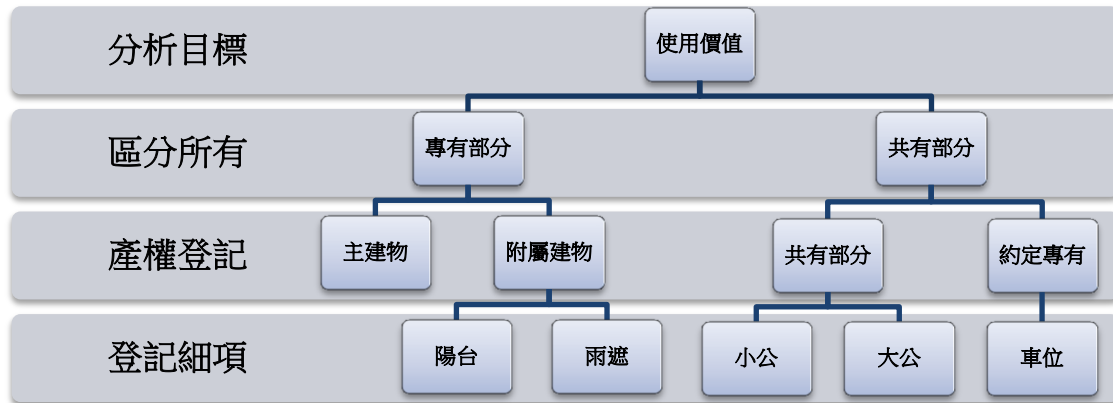 分析目標
使用價值
區分所有
專有部分
共有部分
產權登記
主建物
附屬建物
共有部分
約定專有
登記細項
陽台
雨遮
小公
大公
車位